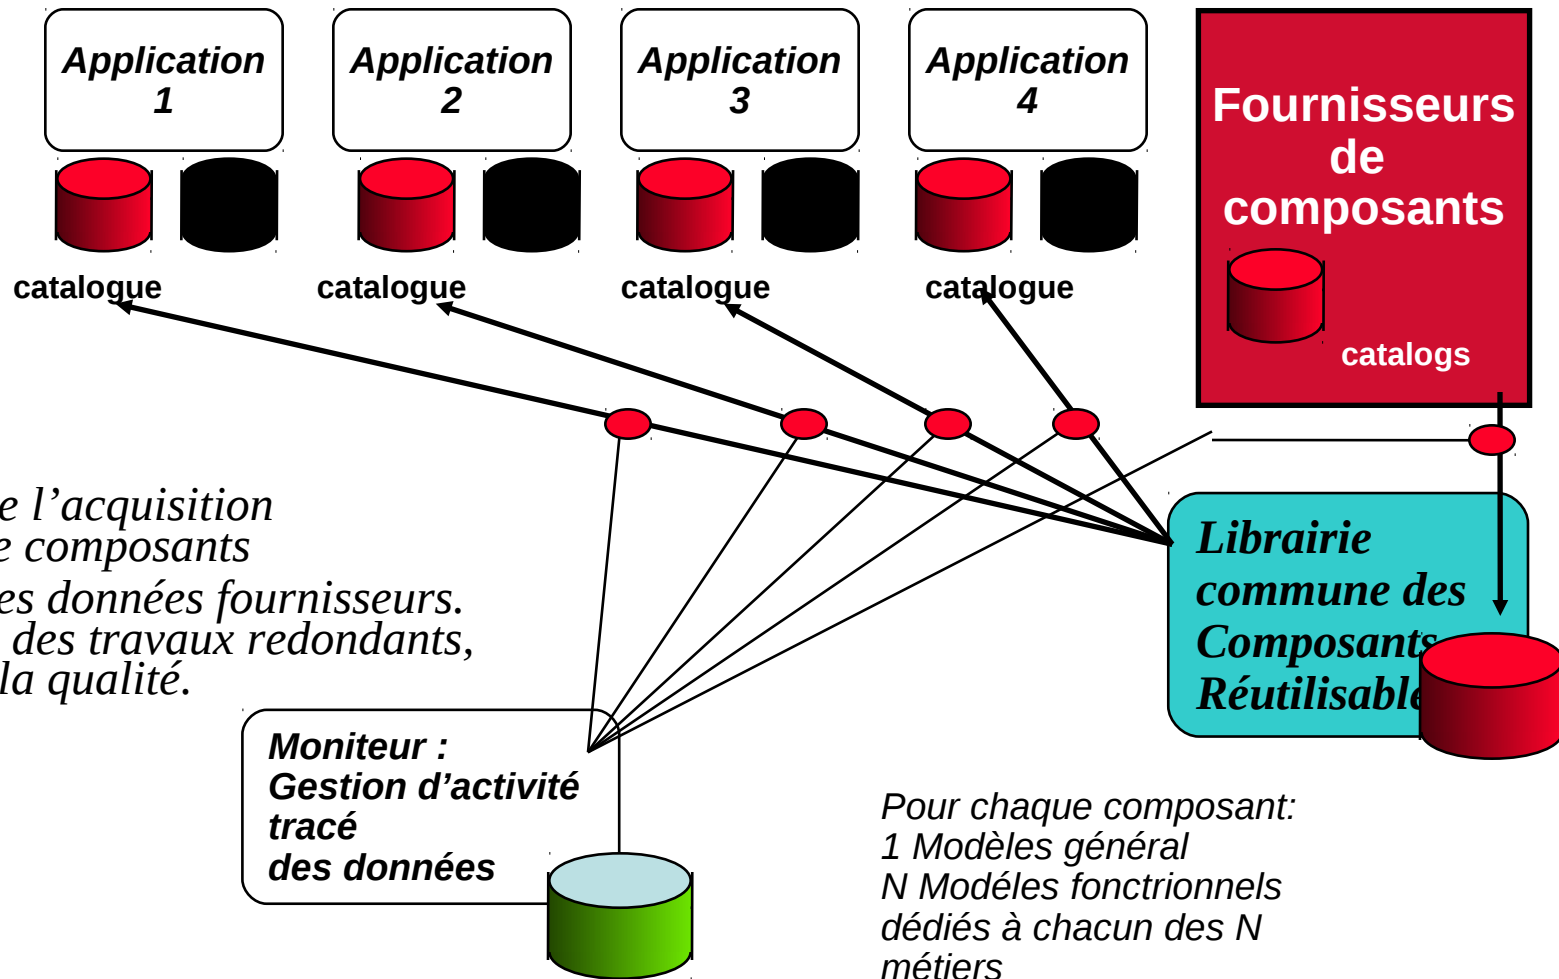 Application
1
Application
2
Application
3
Application
4
Fournisseurs
de
composants
catalogue
catalogue
catalogue
catalogue
catalogs
e l’acquisition
e composants
es données fournisseurs.
des travaux redondants,
la qualité.
Librairie
commune des
Composants
Réutilisable
Moniteur :
Gestion d’activité
tracé
des données
Pour chaque composant:
1 Modèles général
N Modéles fonctrionnels
dédiés à chacun des N
métiers